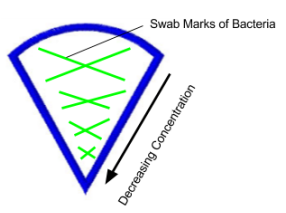 Swab Marks of Bacteria
Decreasing Concentration